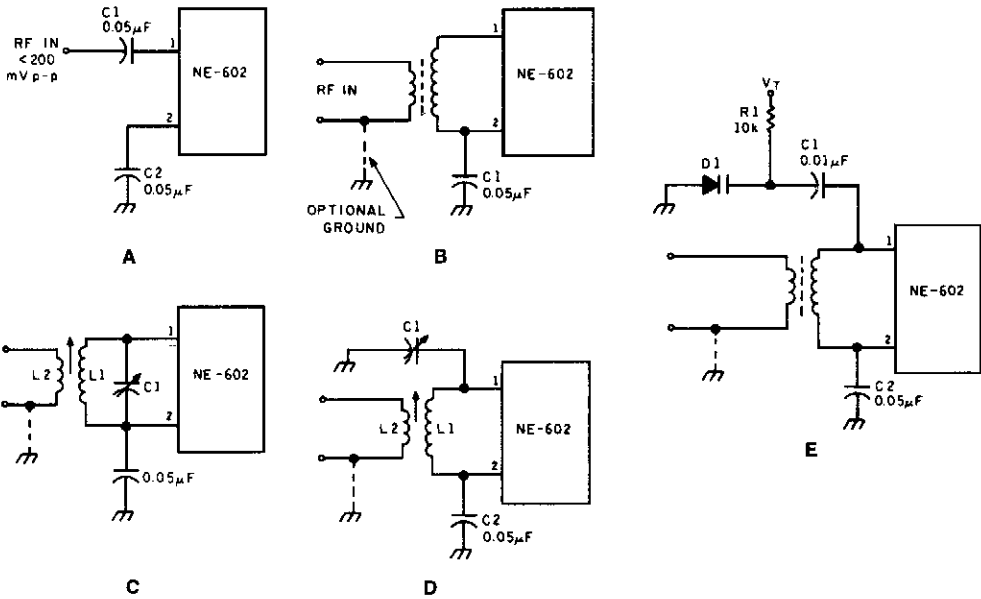 C1
0.05µF
RF IN
<200
mV p-p
1
NE-602
2
C2
0.05µF
A
RF IN
1
NE-602
2
C1
0.05µF
OPTIONAL
GROUND
B
L2
L1
C1
1
NE-602
2
0.05µF
C
C1
L2
L1
1
NE-602
2
C2
0.05µF
D
VT
R1
10k
D1
C1
0.01µF
1
NE-602
2
C2
0.05µF
E